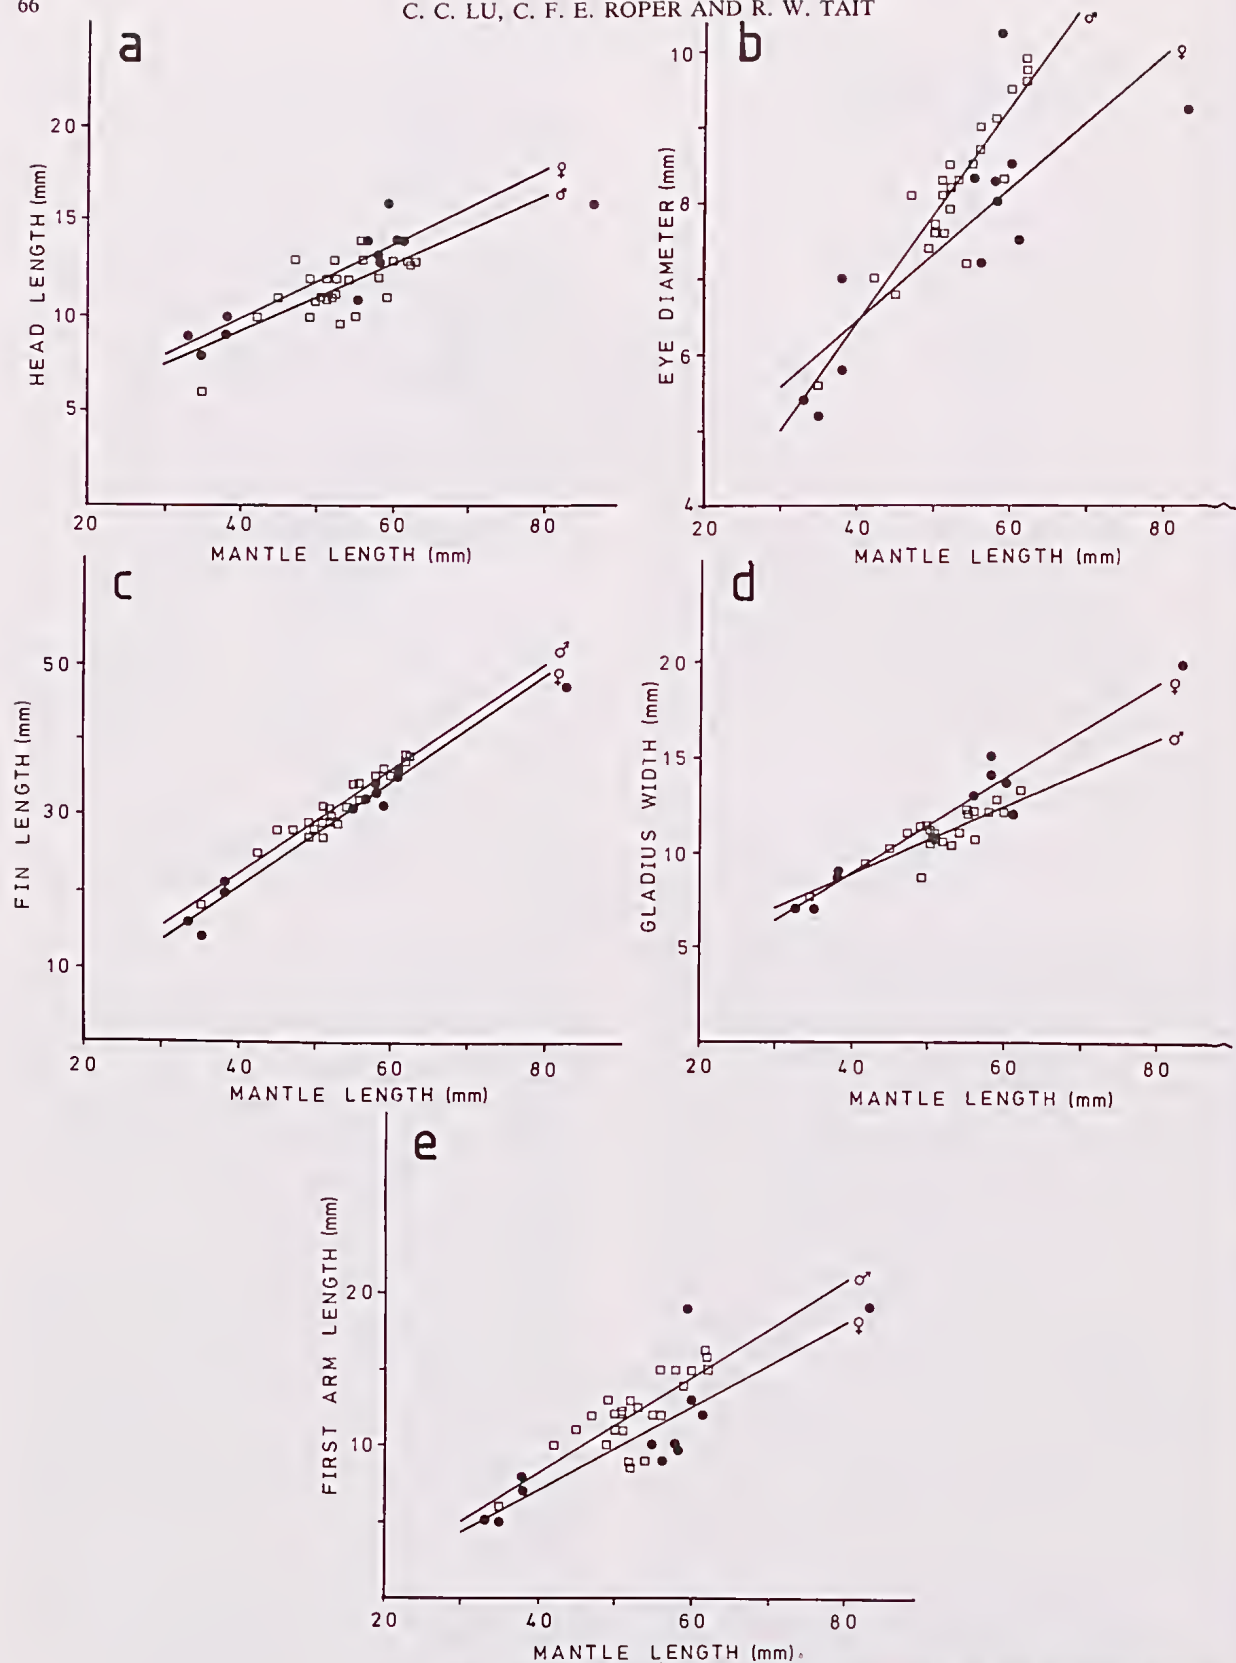 66
C. C. LU, C. F. E. ROPER AND R. W. TAIT
a
HEAD LENGTH (mm)
20
15
10
5
♀
♂
20 40 60 80
MANTLE LENGTH (mm)
b
EYE DIAMETER (mm)
10
8
6
4
♂
♀
20 40 60 80
MANTLE LENGTH (mm)
c
FIN LENGTH (mm)
50
30
10
♂
♀
20 40 60 80
MANTLE LENGTH (mm)
d
GLADIUS WIDTH (mm)
20
15
10
5
♀
♂
20 40 60 80
MANTLE LENGTH (mm)
e
FIRST ARM LENGTH (mm)
20
10
♂
♀
20 40 60 80
MANTLE LENGTH (mm).